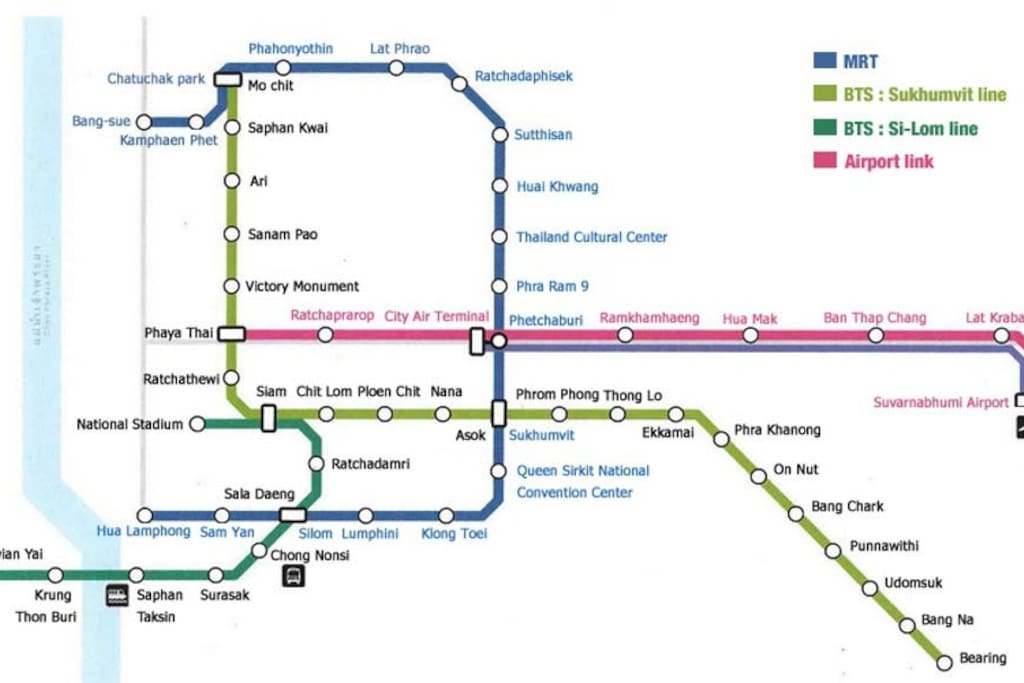 Phahonyothin
Lat Phrao
Chatuchak park
Mo chit
Ratchadaphisek
Bang-sue
Kamphaen Phet
Saphan Kwai
Sutthisan
Ari
Huai Khwang
Sanam Pao
Thailand Cultural Center
Victory Monument
Phra Ram 9
MRT
BTS : Sukhumvit line
BTS : Si-Lom line
Airport link
Phaya Thai
Ratchaprarop
City Air Terminal
Phetchaburi
Ramkhamhaeng
Hua Mak
Ban Thap Chang
Lat Kraba
Suvarnabhumi Airport
Ratchathewi
Siam
Chit Lom
Ploen Chit
Nana
Phrom Phong
Thong Lo
National Stadium
Asok
Sukhumvit
Ekkamai
Phra Khanong
Ratchadamri
Queen Sirkit National
Convention Center
On Nut
Sala Daeng
Bang Chark
Hua Lamphong
Sam Yan
Silom
Lumphini
Klong Toei
Punnawithi
Chong Nonsi
vian Yai
Krung
Thon Buri
Saphan
Taksin
Surasak
Udomsuk
Bang Na
Bearing